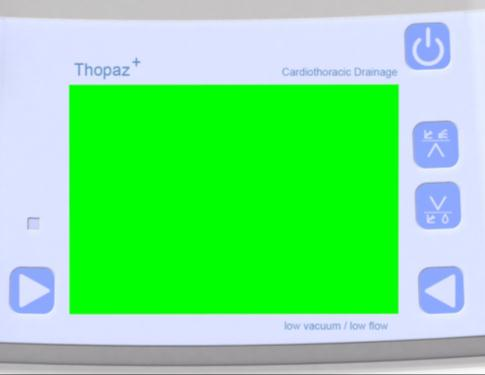 Thopaz+
Cardiothoracic Drainage
low vacuum / low flow